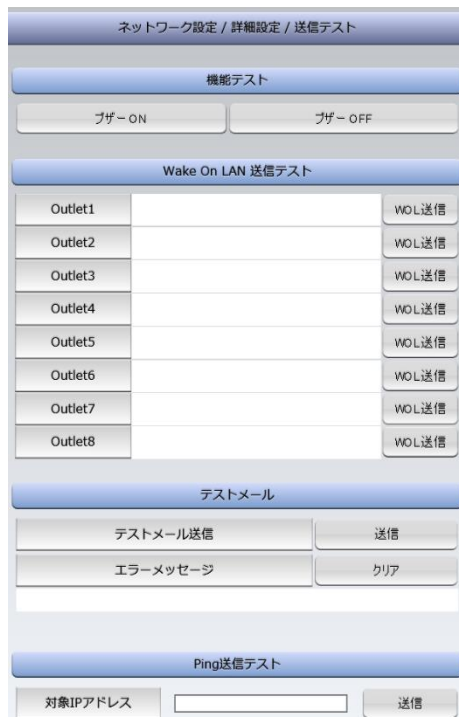 ネットワーク設定 / 詳細設定 / 送信テスト
機能テスト
ブザーON ブザーOFF
Wake On LAN 送信テスト
Outlet1 WOL送信
Outlet2 WOL送信
Outlet3 WOL送信
Outlet4 WOL送信
Outlet5 WOL送信
Outlet6 WOL送信
Outlet7 WOL送信
Outlet8 WOL送信
テストメール
テストメール送信 送信
エラーメッセージ クリア
Ping送信テスト
対象IPアドレス 送信